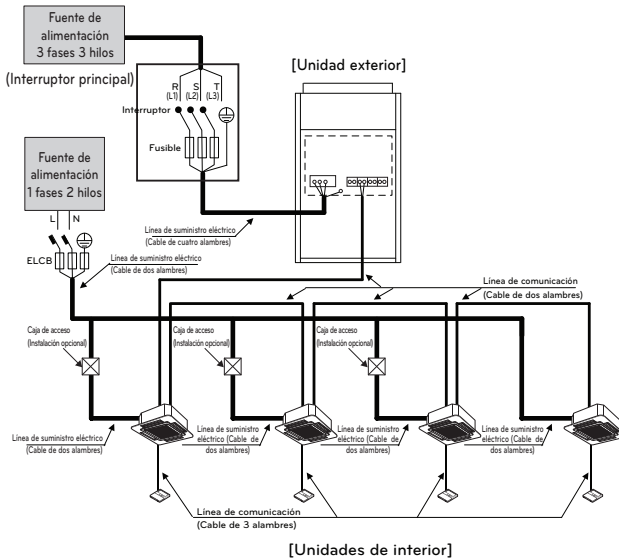 Fuente de
alimentación
3 fases 3 hilos
(Interruptor principal)
[Unidad exterior]
R S T
(L1) (L2) (L3)
Interruptor
Fusible
Fuente de
alimentación
1 fases 2 hilos
L N
ELCB
Línea de suministro eléctrico
(Cable de cuatro alambres)
Línea de suministro eléctrico
(Cable de dos alambres)
Línea de comunicación
(Cable de dos alambres)
Caja de acceso
(Instalación opcional)
Caja de acceso
(Instalación opcional)
Caja de acceso
(Instalación opcional)
Línea de suministro eléctrico
(Cable de dos alambres)
Línea de suministro
eléctrico (Cable de
dos alambres)
Línea de suministro
eléctrico (Cable de
dos alambres)
Línea de suministro
eléctrico (Cable de
dos alambres)
Línea de comunicación
(Cable de 3 alambres)
[Unidades de interior]